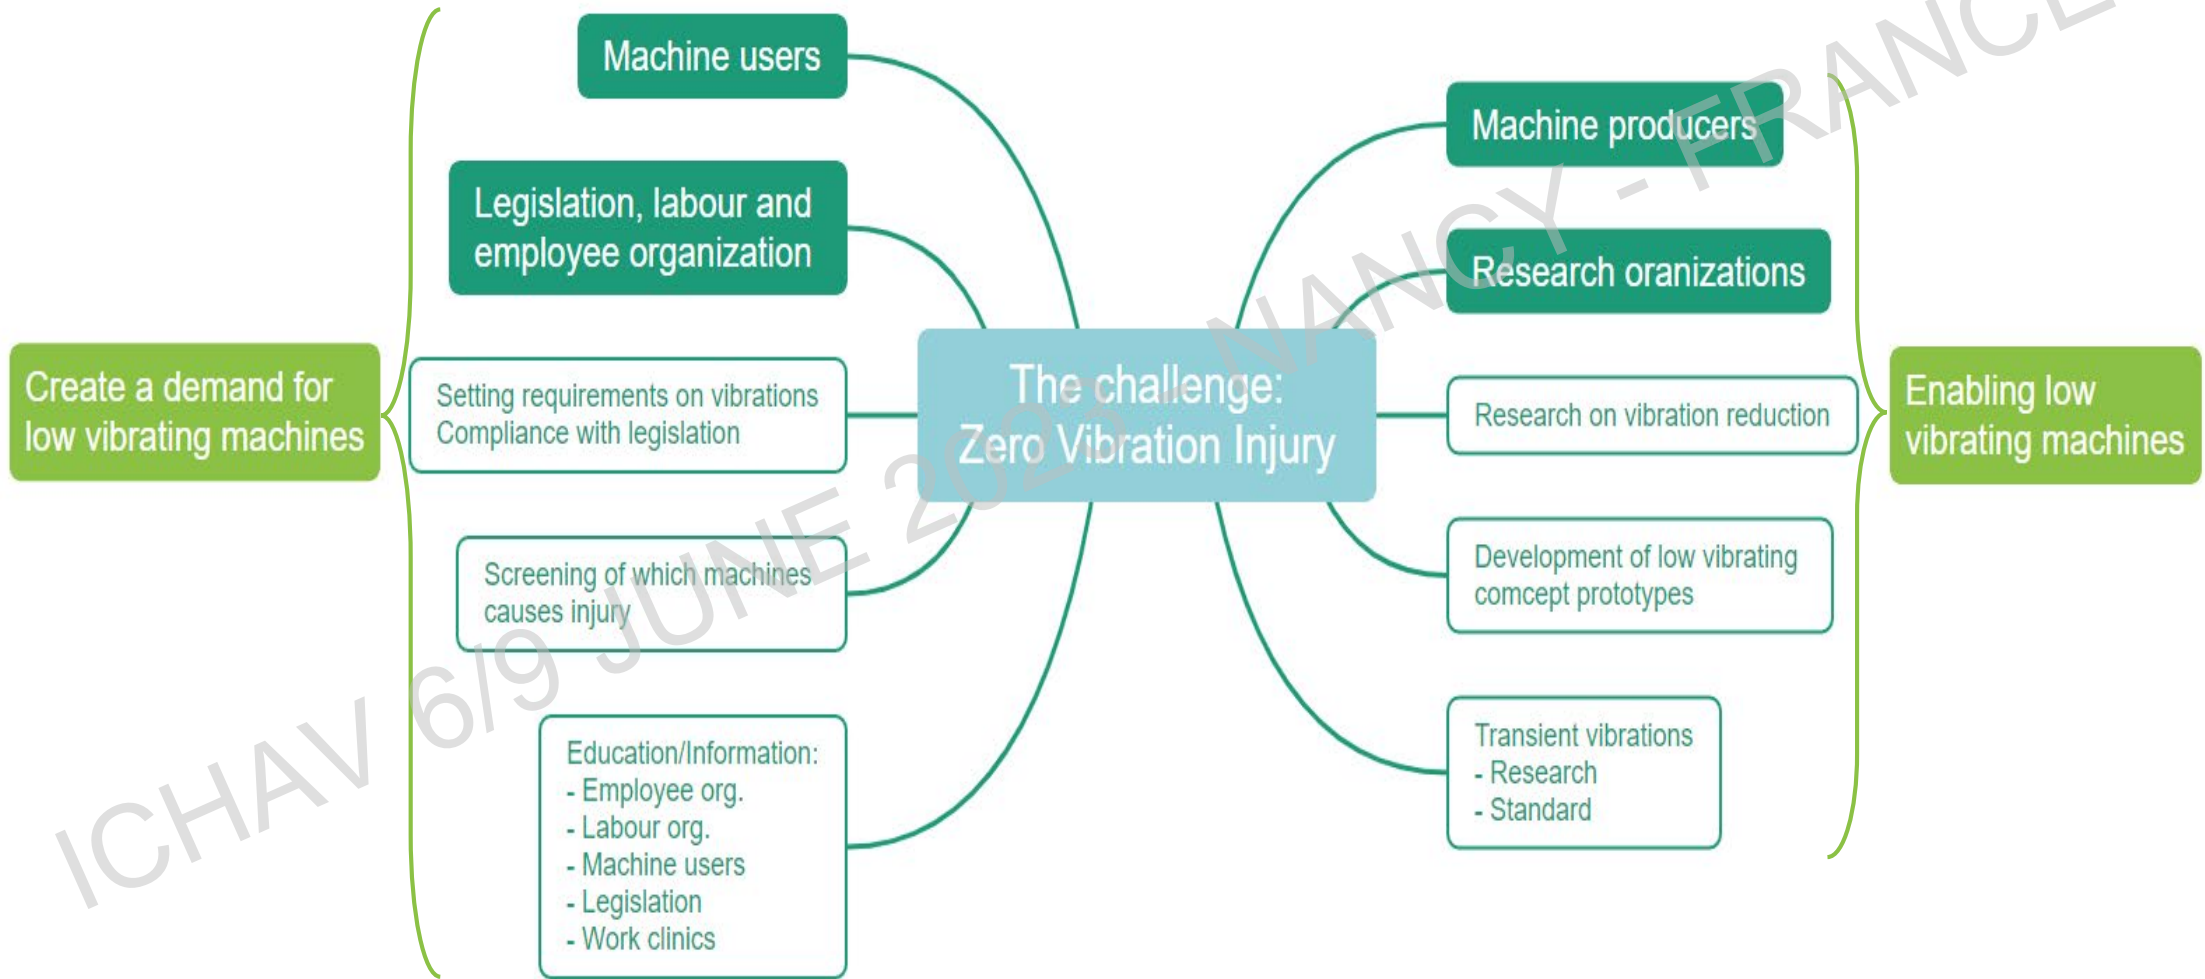 Machine users
Legislation, labour and
employee organization
Create a demand for
low vibrating machines
Setting requirements on vibrations
Compliance with legislation
Screening of which machines
causes injury
Education/Information:
- Employee org.
- Labour org.
- Machine users
- Legislation
- Work clinics
The challenge:
Zero Vibration Injury
Machine producers
Research oranizations
Research on vibration reduction
Development of low vibrating
comcept prototypes
Transient vibrations
- Research
- Standard
Enabling low
vibrating machines
ICHAV 6/9 JUNE 2023 - NANCY - FRANCE